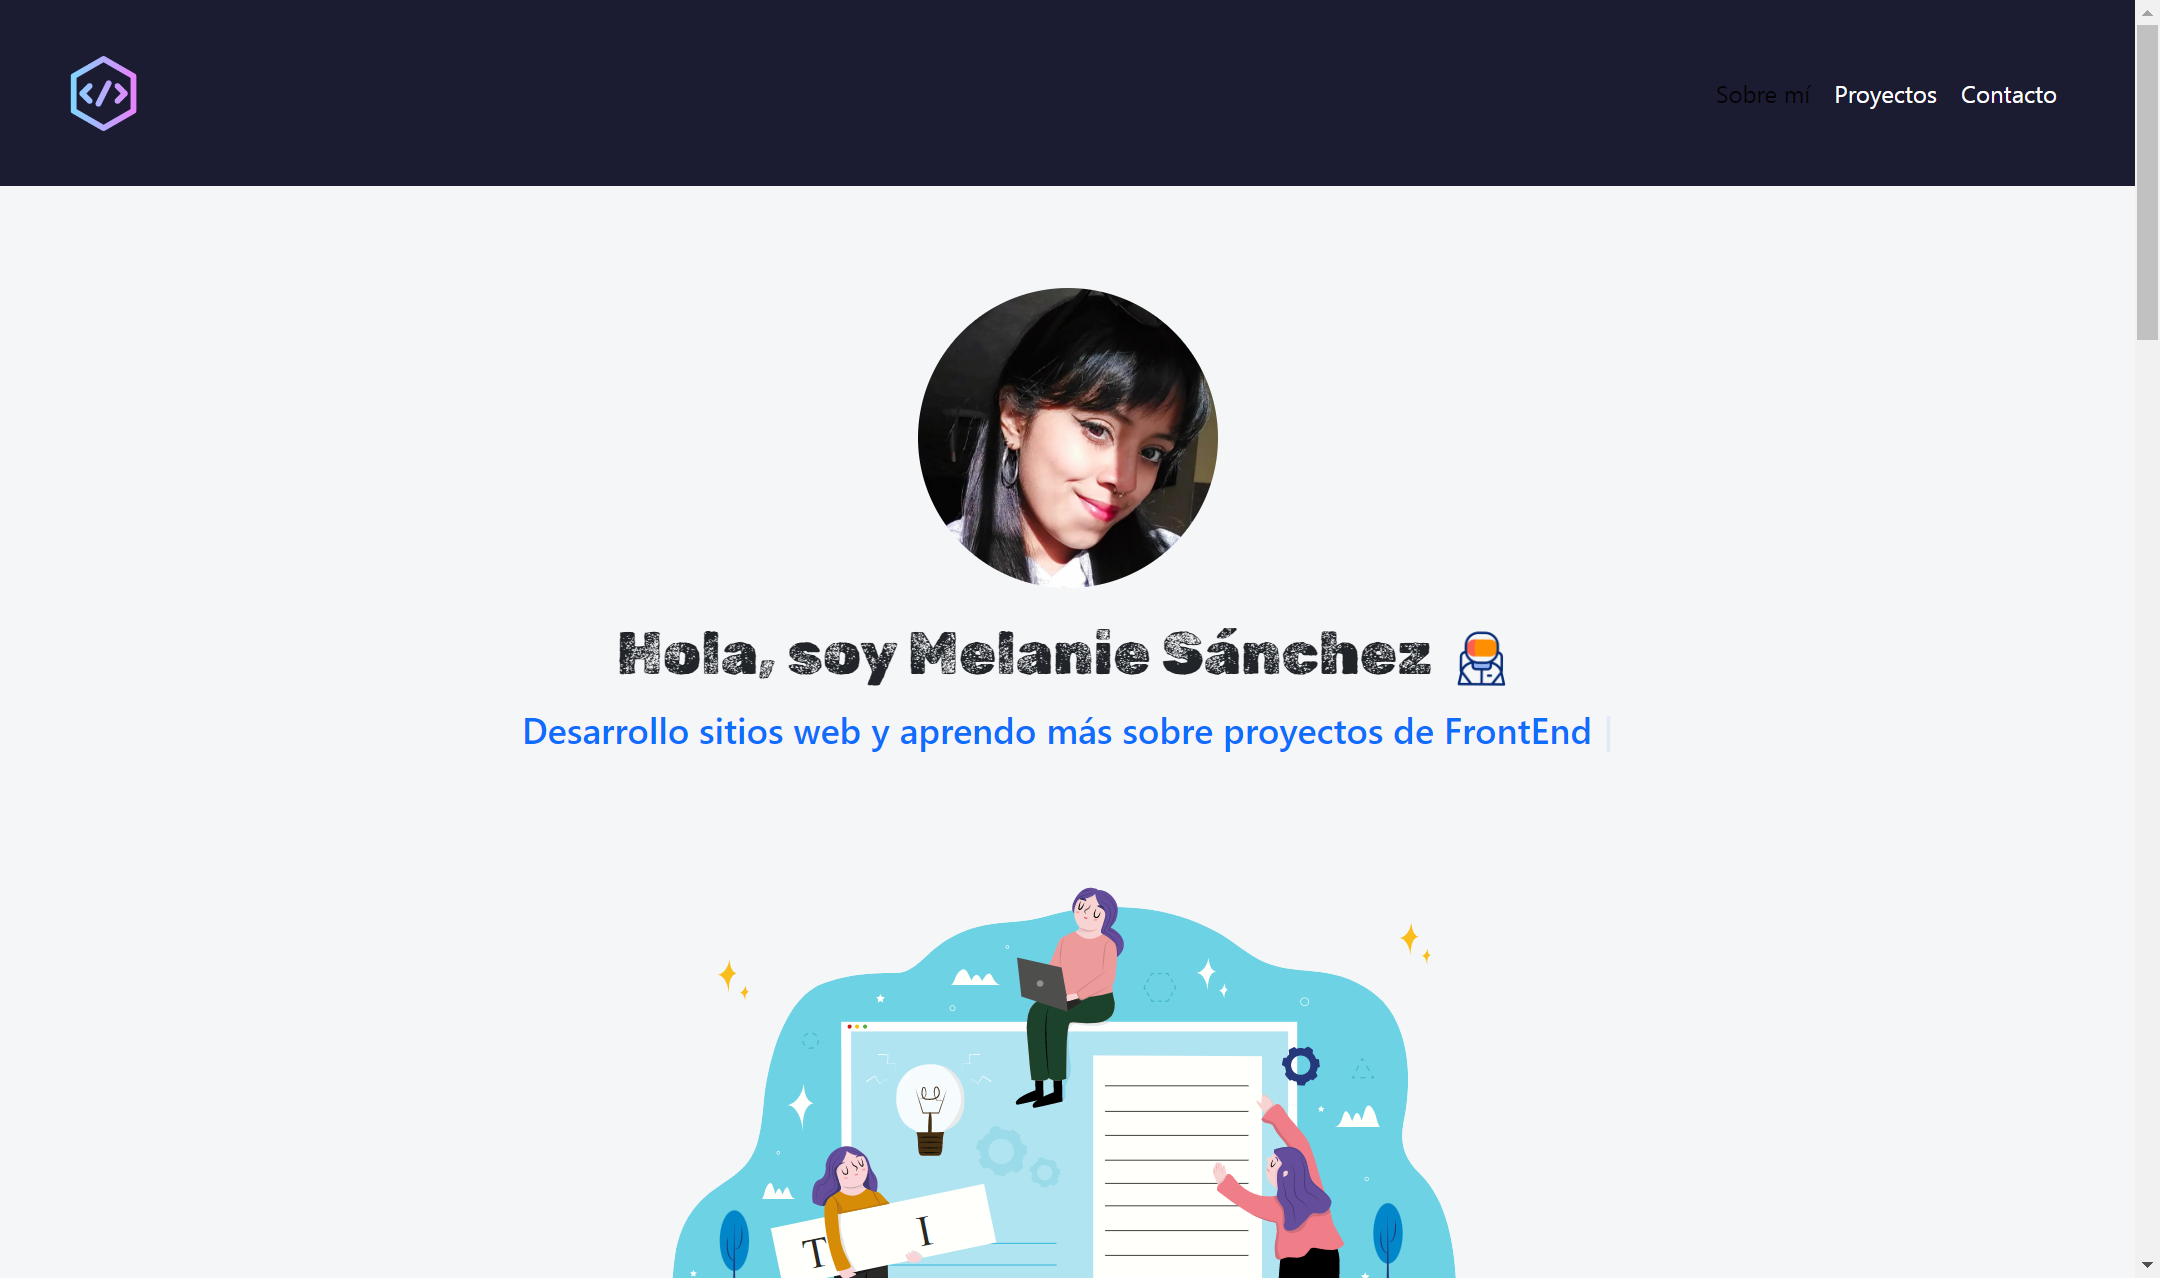 </>
Sobre mí Proyectos Contacto
Hola, soy Melanie Sánchez
Desarrollo sitios web y aprendo más sobre proyectos de FrontEnd |
T I